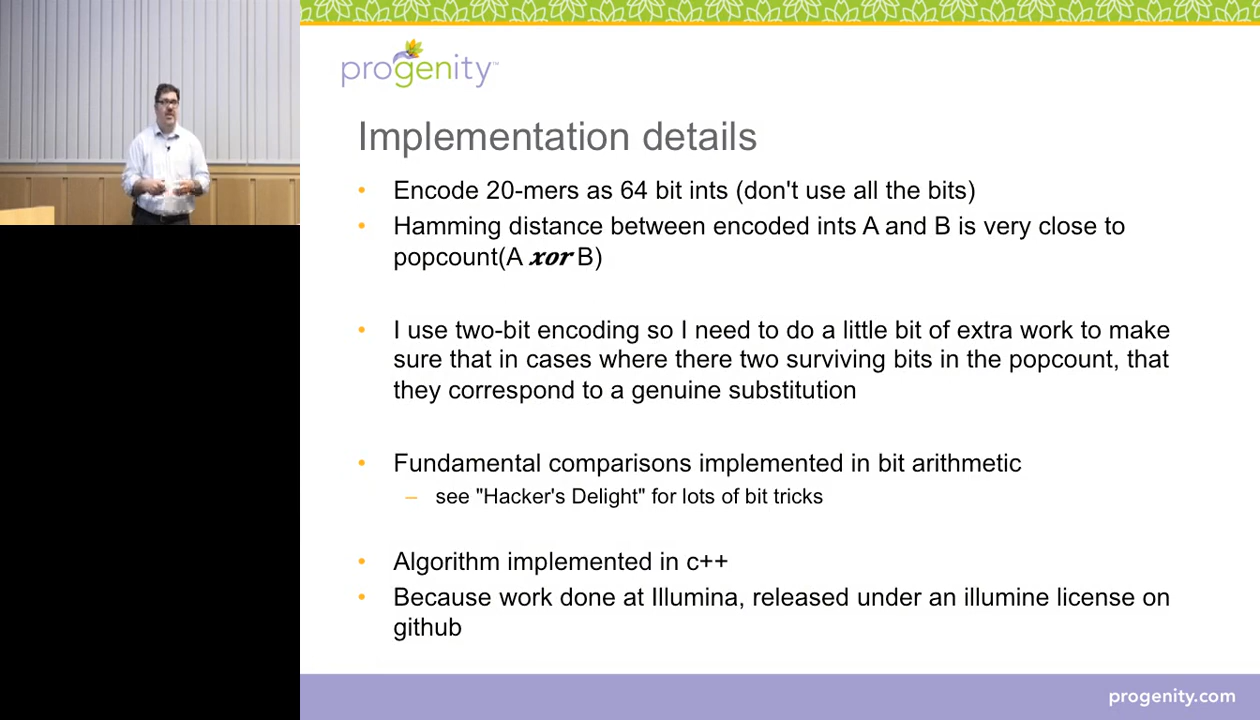 progenity™
Implementation details
• Encode 20-mers as 64 bit ints (don't use all the bits)
• Hamming distance between encoded ints A and B is very close to
popcount(A xor B)
• I use two-bit encoding so I need to do a little bit of extra work to make
sure that in cases where there two surviving bits in the popcount, that
they correspond to a genuine substitution
• Fundamental comparisons implemented in bit arithmetic
– see "Hacker's Delight" for lots of bit tricks
• Algorithm implemented in c++
• Because work done at Illumina, released under an illumine license on
github
progenity.com